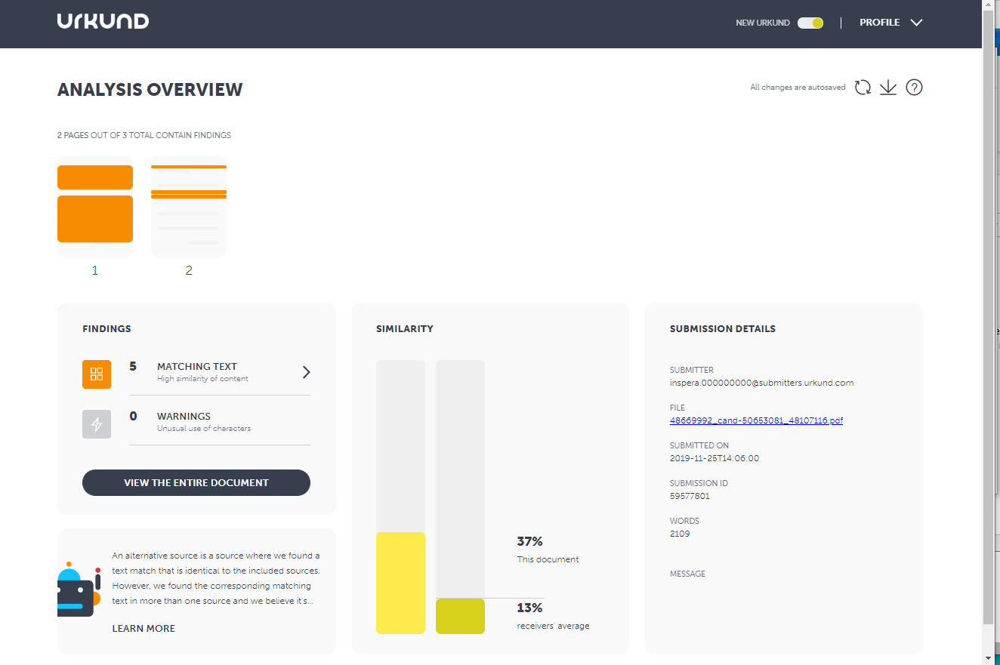 URKUND
NEW URKUND
PROFILE
ANALYSIS OVERVIEW
All changes are autosaved
?
2 PAGES OUT OF 3 TOTAL CONTAIN FINDINGS
1
2
FINDINGS
5
MATCHING TEXT
High similarity of content
0
WARNINGS
Unusual use of characters
VIEW THE ENTIRE DOCUMENT
An alternative source is a source where we found a
text match that is identical to the included sources.
However, we found the corresponding matching
text in more than one source and we believe it's...
LEARN MORE
SIMILARITY
37%
This document
13%
receivers' average
SUBMISSION DETAILS
SUBMITTER
inspera.000000000@submitters.urkund.com
FILE
48669992_cand-50653081_48107116.pdf
SUBMITTED ON
2019-11-25T14:06:00
SUBMISSION ID
59577801
WORDS
2109
MESSAGE